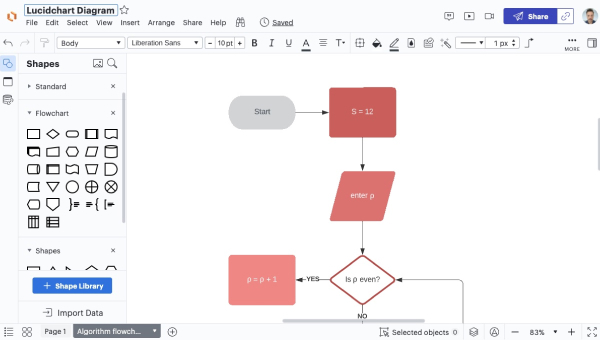 Lucidchart Diagram
File Edit Select View Insert Arrange Share Help Saved
Share
Body Liberation Sans − 10 pt + B I U A T 1 px MORE
Shapes
Standard
Flowchart
Shapes
+ Shape Library
Import Data
Start
S = 12
enter ρ
Is ρ even?
YES
ρ = ρ + 1
NO
Page 1 Algorithm flowch... Selected objects 0 − 83% +